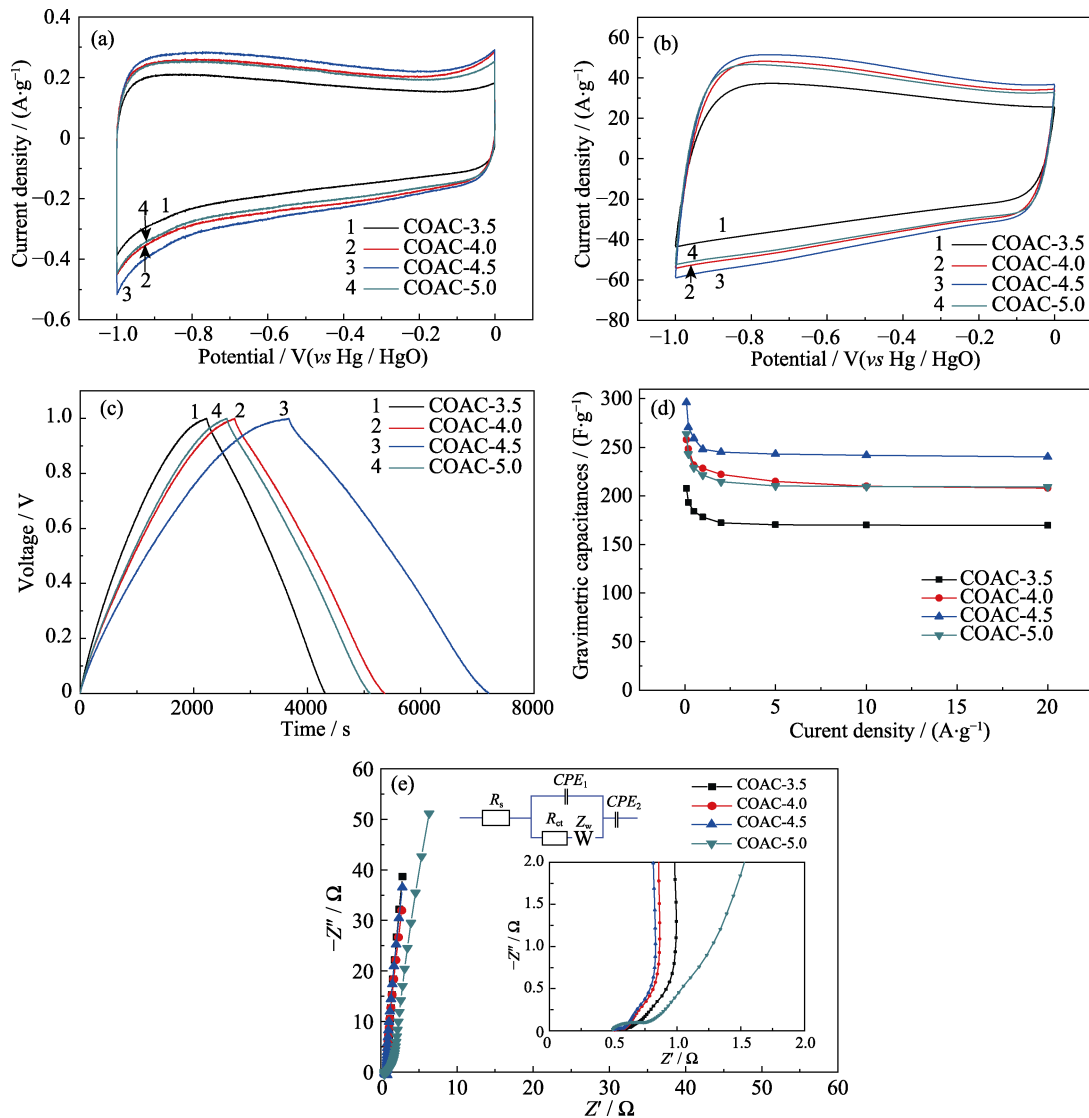 (a)
Current density / (A·g⁻¹)
0.4
0.2
0
−0.2
−0.4
−0.6
4
1
3
2
1 COAC-3.5
2 COAC-4.0
3 COAC-4.5
4 COAC-5.0
−1.0 −0.8 −0.6 −0.4 −0.2 0
Potential / V(vs Hg / HgO)
(b)
Current density / (A·g⁻¹)
60
40
20
0
−20
−40
−60
−80
1
4
2 3
1 COAC-3.5
2 COAC-4.0
3 COAC-4.5
4 COAC-5.0
−1.0 −0.8 −0.6 −0.4 −0.2 0
Potential / V(vs Hg / HgO)
(c)
Voltage / V
1.0
0.8
0.6
0.4
0.2
0
1 4 2 3
1 COAC-3.5
2 COAC-4.0
3 COAC-4.5
4 COAC-5.0
0 2000 4000 6000 8000
Time / s
(d)
Gravimetric capacitances / (F·g⁻¹)
300
250
200
150
100
50
0
COAC-3.5
COAC-4.0
COAC-4.5
COAC-5.0
0 5 10 15 20
Curent density / (A·g⁻¹)
(e)
−Z″ / Ω
60
50
40
30
20
10
0
Rs
CPE1
Rct
Zw
W
CPE2
COAC-3.5
COAC-4.0
COAC-4.5
COAC-5.0
−Z″ / Ω
2.0
1.5
1.0
0.5
0
0 0.5 1.0 1.5 2.0
Z′ / Ω
0 10 20 30 40 50 60
Z′ / Ω